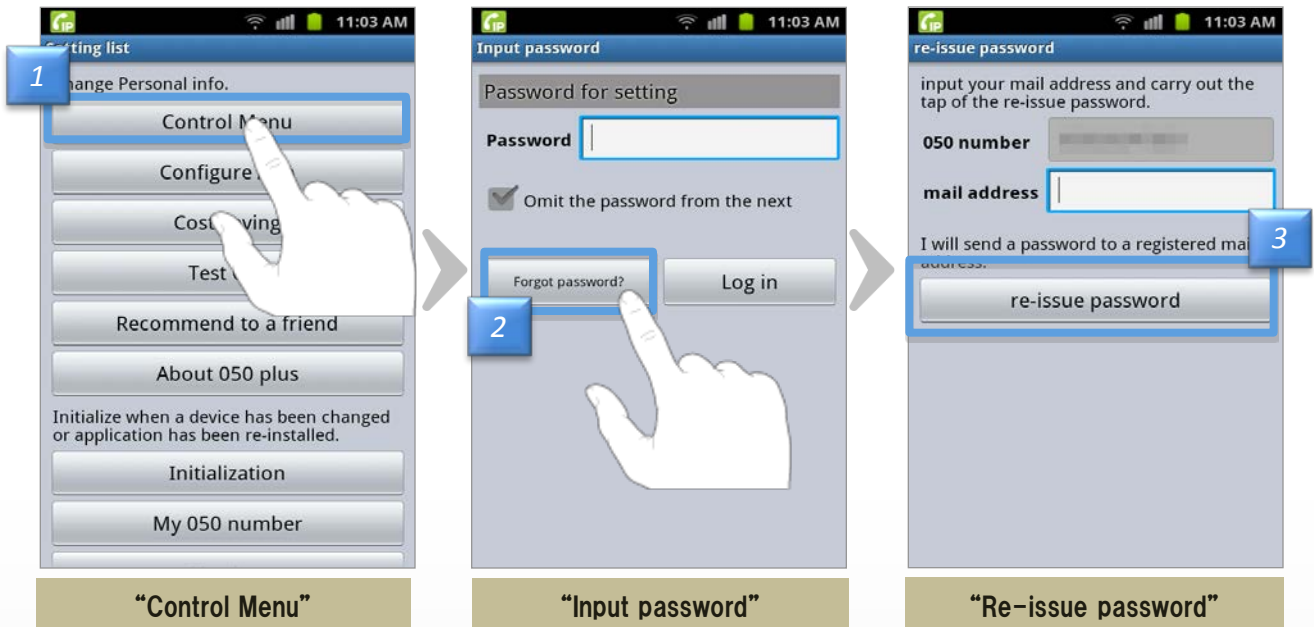 11:03 AM
tting list
1
hange Personal info.
Control Menu
Configure
Cost ving
Test
Recommend to a friend
About 050 plus
Initialize when a device has been changed
or application has been re-installed.
Initialization
My 050 number
“Control Menu”
IP
11:03 AM
Input password
Password for setting
Password
Omit the password from the next
Forgot password?
Log in
2
“Input password”
IP
11:03 AM
re-issue password
input your mail address and carry out the
tap of the re-issue password.
050 number
mail address
I will send a password to a registered mai
address.
3
re-issue password
“Re-issue password”